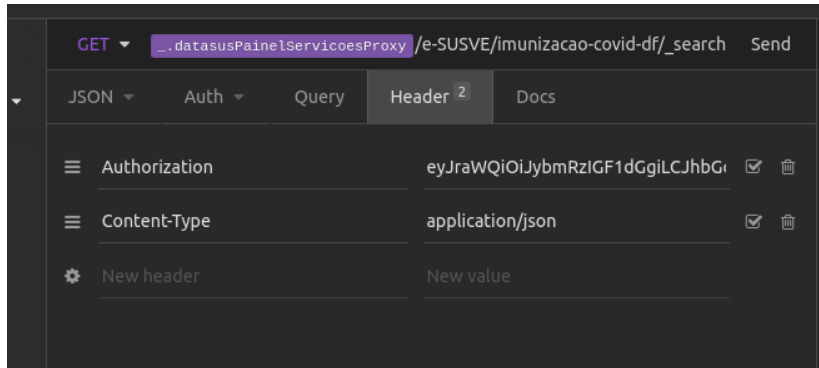 GET _.datasusPainelServicoesProxy /e-SUSVE/imunizacao-covid-df/_search Send
JSON Auth Query Header 2 Docs
Authorization eyJraWQiOiJybmRzIGF1dGgiLCJhbGc
Content-Type application/json
New header New value